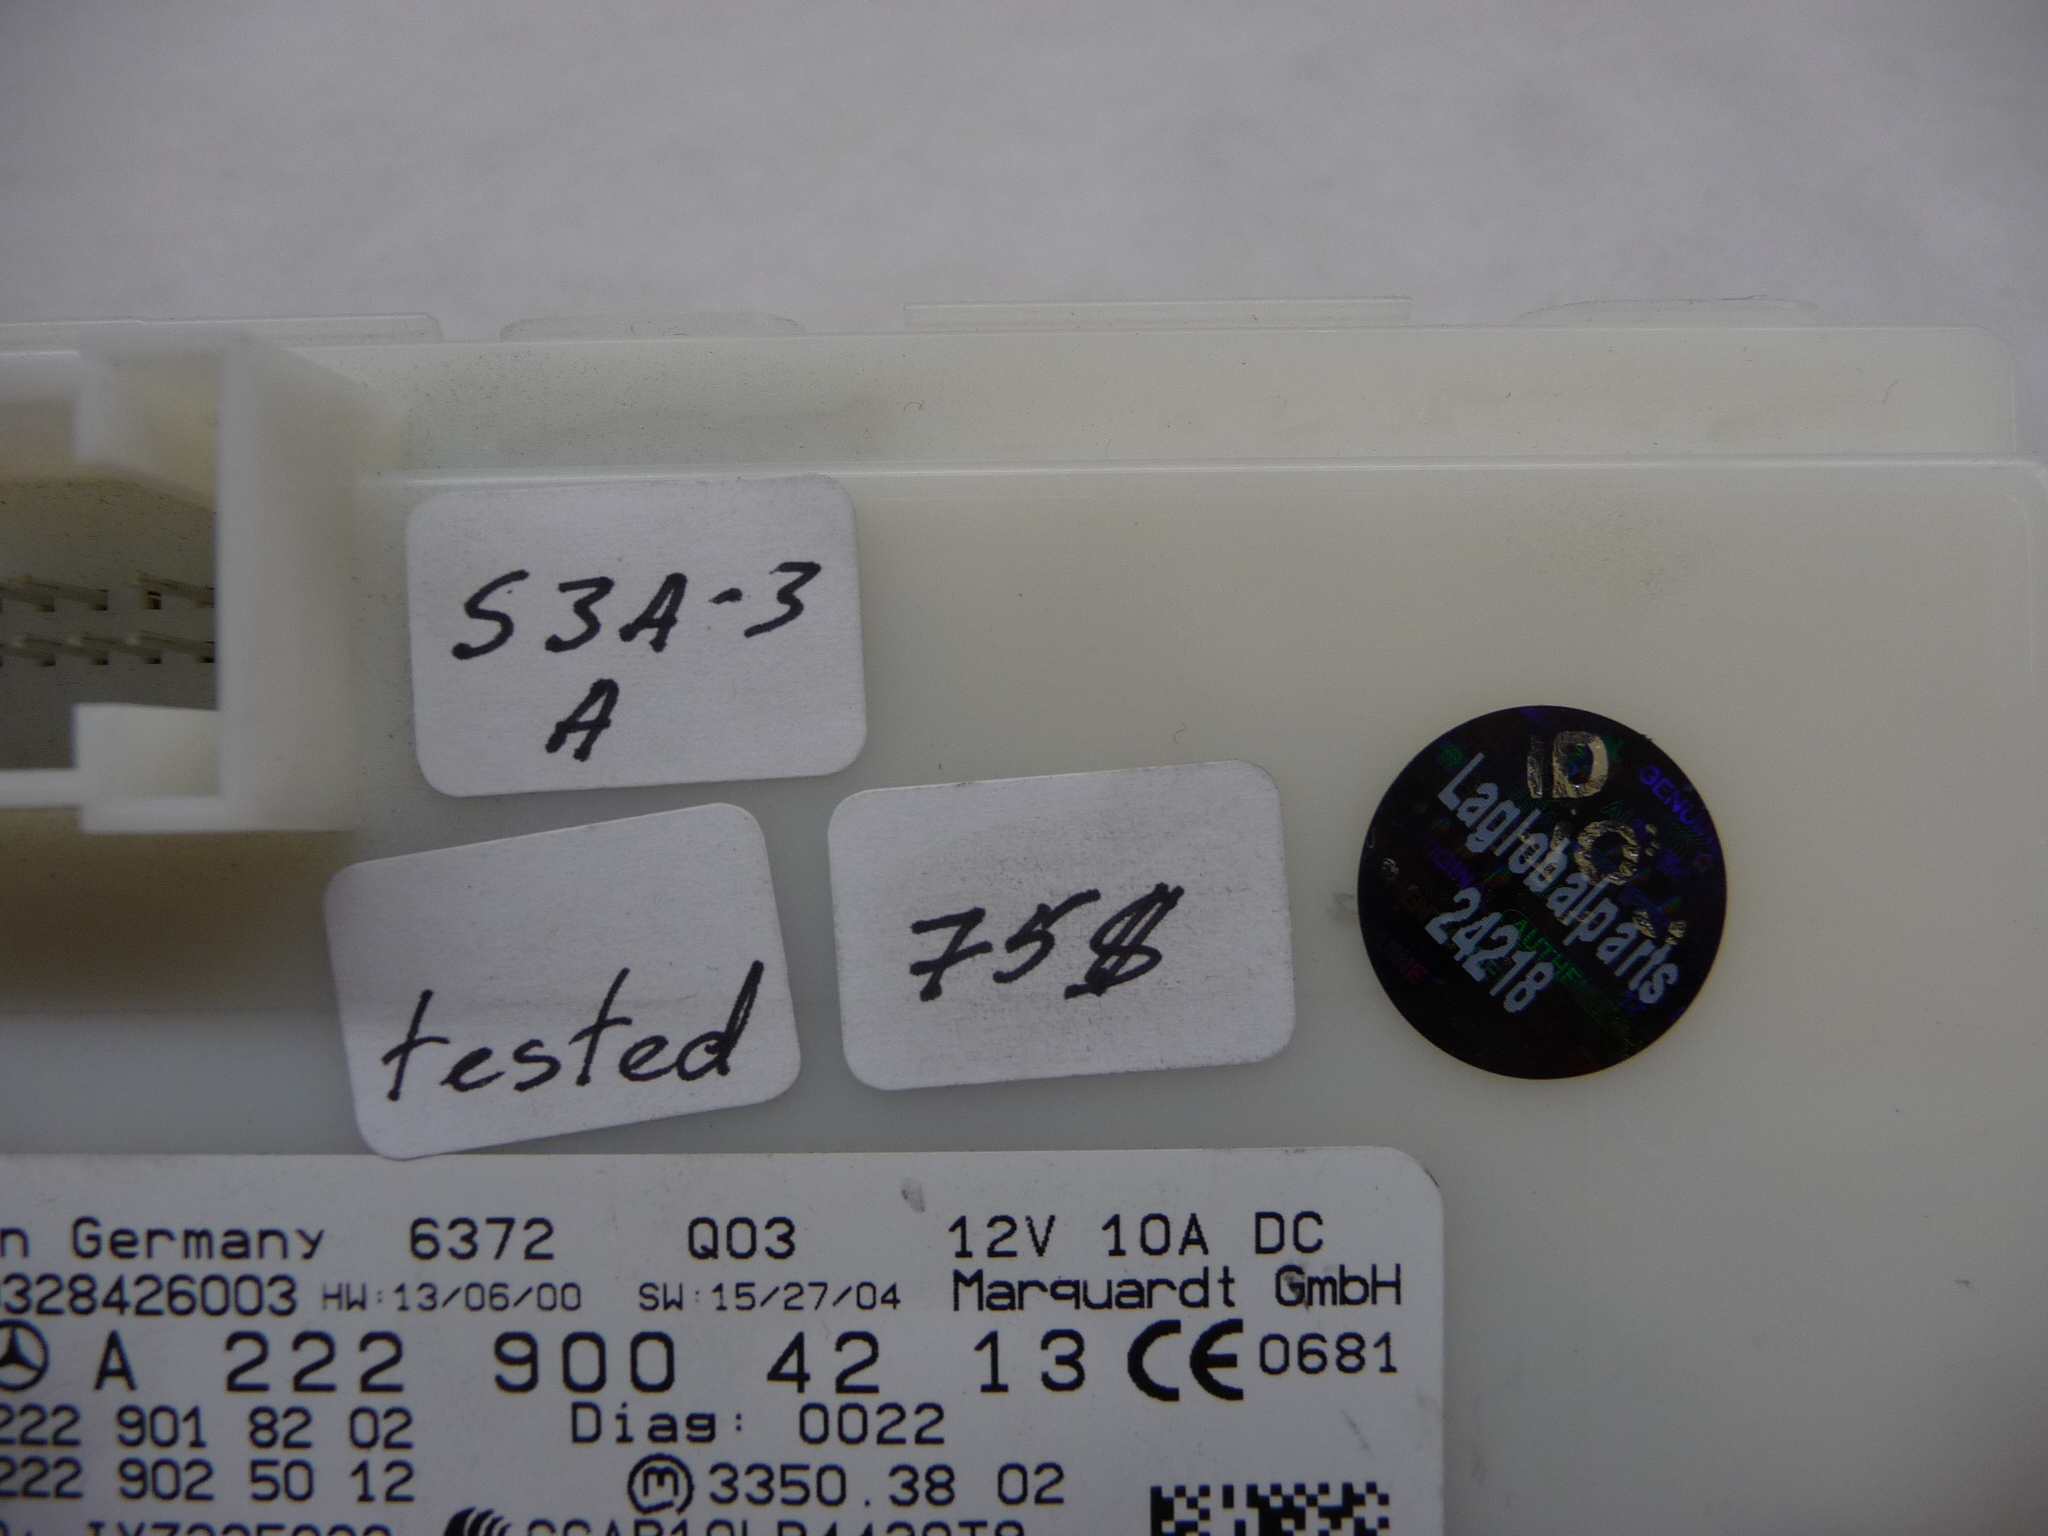 S3A-3
A
tested
75$
ID
Laglobalparts
24218
Germany 6372 Q03 12V 10A DC
328426003 HW:13/06/00 SW:15/27/04 Marquardt GmbH
A 222 900 42 13 CE 0681
222 901 82 02 Diag: 0022
222 902 50 12 M 3350.38 02